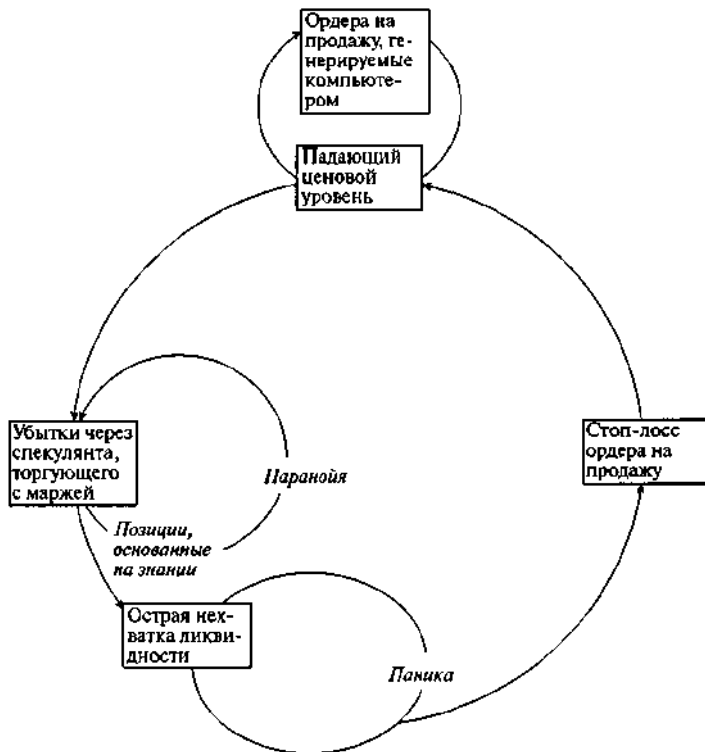 Ордера на
продажу, ге-
нерируемые
компьюте-
ром
Падающий
ценовой
уровень
Убытки через
спекулянта,
торгующего
с маржей
Паранойя
Позиции,
основанные
на знании
Стоп-лосс
ордера на
продажу
Острая нех-
ватка ликви-
дности
Паника